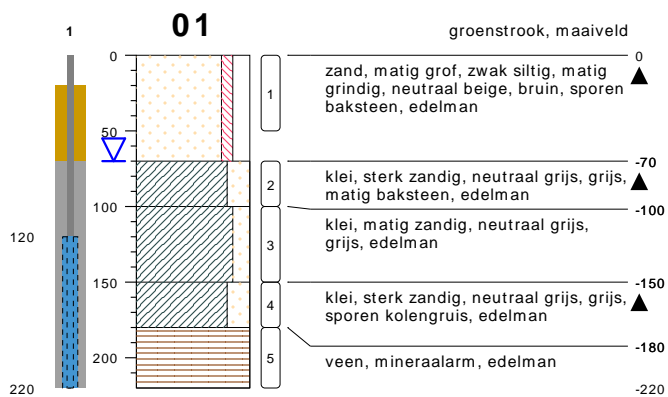 1
01
groenstrook, maaiveld
0
1
0
zand, matig grof, zwak siltig, matig
grindig, neutraal beige, bruin, sporen
baksteen, edelman
50
-70
2
klei, sterk zandig, neutraal grijs, grijs,
matig baksteen, edelman
100
-100
3
klei, matig zandig, neutraal grijs,
grijs, edelman
120
150
-150
4
klei, sterk zandig, neutraal grijs, grijs,
sporen kolengruis, edelman
-180
200
5
veen, mineraalarm, edelman
220
-220